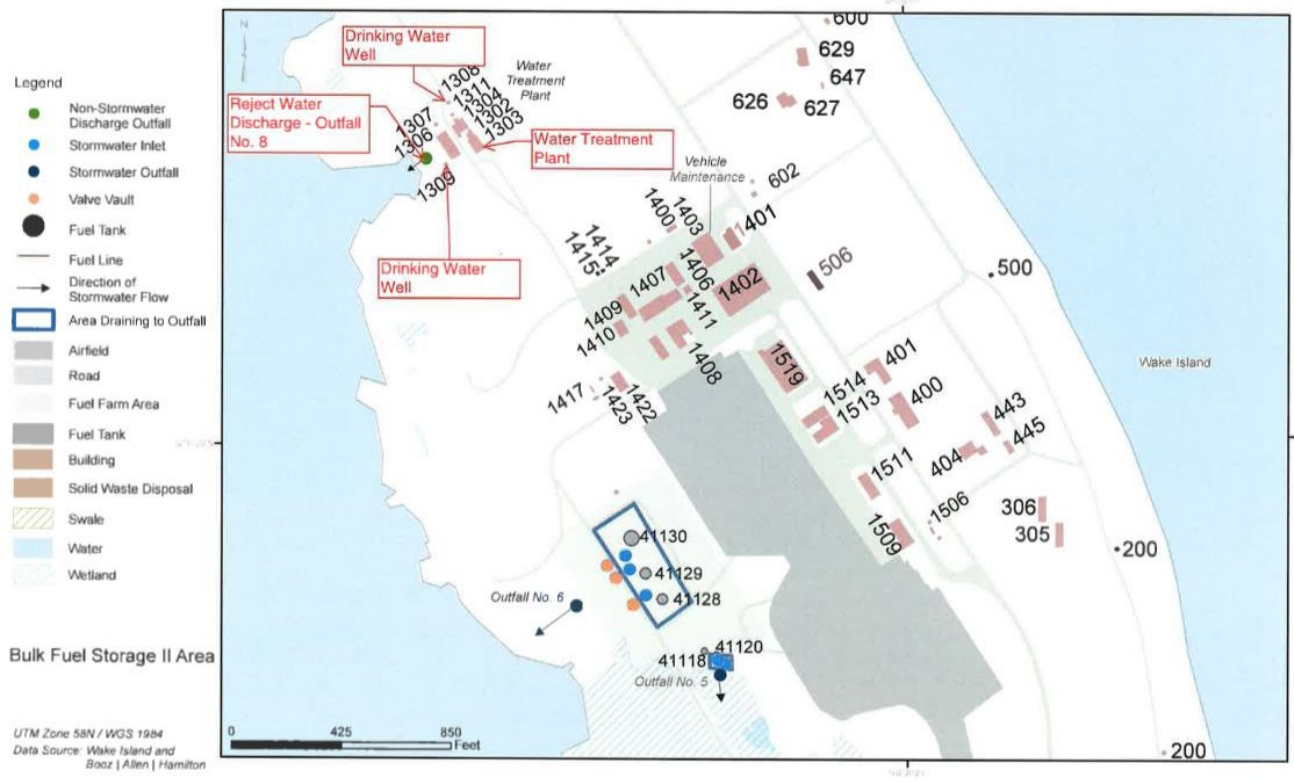 N
Legend
Non-Stormwater
Discharge Outfall
Stormwater Inlet
Stormwater Outfall
Valve Vault
Fuel Tank
Fuel Line
Direction of
Stormwater Flow
Area Draining to Outfall
Airfield
Road
Fuel Farm Area
Fuel Tank
Building
Solid Waste Disposal
Swale
Water
Wetland
Bulk Fuel Storage II Area
UTM Zone 58N / WGS 1984
Data Source: Wake Island and
Booz | Allen | Hamilton
Drinking Water
Well
Reject Water
Discharge - Outfall
No. 8
Water
Treatment
Plant
Water Treatment
Plant
Drinking Water
Well
1308
1311
1304
1302
1303
1307
1306
1309
600
629
647
626
627
602
Vehicle
Maintenance
1400
1403
1401
1414
1415
1407
1406
1402
506
500
1409
1411
1410
1408
1519
Wake Island
1417
1423
1422
1514
401
1513
400
443
445
404
1511
1506
306
305
1509
200
41130
41129
41128
Outfall No. 6
41120
41118
Outfall No. 5
200
0
425
850
Feet